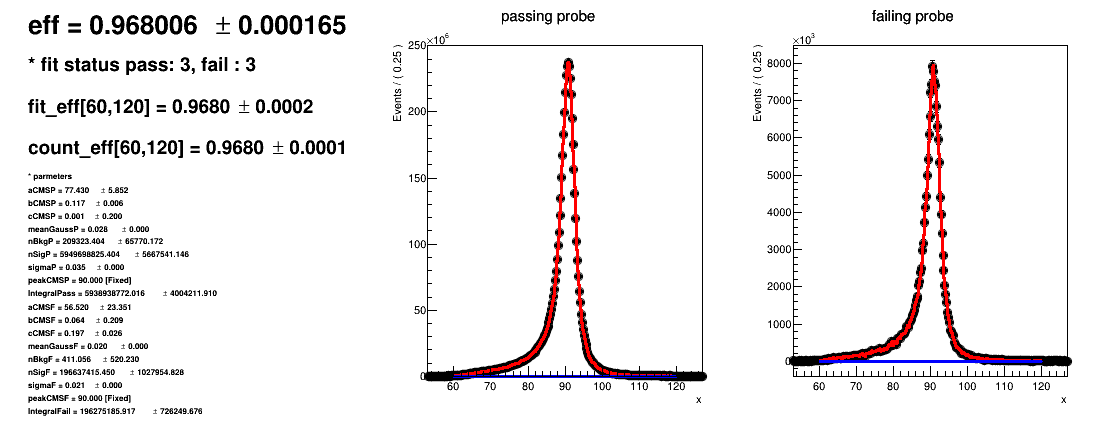 eff = 0.968006 ± 0.000165
* fit status pass: 3, fail : 3
fit_eff[60,120] = 0.9680 ± 0.0002
count_eff[60,120] = 0.9680 ± 0.0001
* parmeters
aCMSP = 77.430 ± 5.852
bCMSP = 0.117 ± 0.006
cCMSP = 0.001 ± 0.200
meanGaussP = 0.028 ± 0.000
nBkgP = 209323.404 ± 65770.172
nSigP = 5949698825.404 ± 5667541.146
sigmaP = 0.035 ± 0.000
peakCMSP = 90.000 [Fixed]
IntegralPass = 5938938772.016 ± 4004211.910
aCMSF = 56.520 ± 23.351
bCMSF = 0.064 ± 0.209
cCMSF = 0.197 ± 0.026
meanGaussF = 0.020 ± 0.000
nBkgF = 411.056 ± 520.230
nSigF = 196637415.450 ± 1027954.828
sigmaF = 0.021 ± 0.000
peakCMSF = 90.000 [Fixed]
IntegralFail = 196275185.917 ± 726249.676
passing probe
×10⁶
Events / ( 0.25 )
250
200
150
100
50
0
60 70 80 90 100 110 120
x
failing probe
×10³
Events / ( 0.25 )
8000
7000
6000
5000
4000
3000
2000
1000
0
60 70 80 90 100 110 120
x